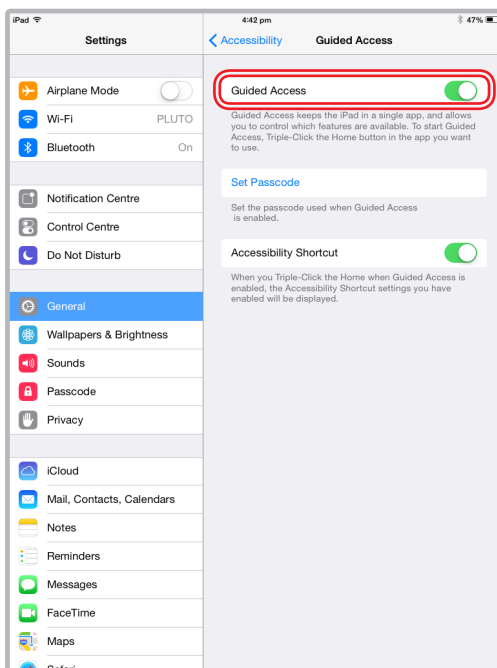 iPad 4:42 pm 47%
Settings
Accessibility Guided Access
Airplane Mode
Wi-Fi PLUTO
Bluetooth On
Notification Centre
Control Centre
Do Not Disturb
General
Wallpapers & Brightness
Sounds
Passcode
Privacy
iCloud
Mail, Contacts, Calendars
Notes
Reminders
Messages
FaceTime
Maps
Safari
Guided Access
Guided Access keeps the iPad in a single app, and allows
you to control which features are available. To start Guided
Access, Triple-Click the Home button in the app you want
to use.
Set Passcode
Set the passcode used when Guided Access
is enabled.
Accessibility Shortcut
When you Triple-Click the Home when Guided Access is
enabled, the Accessibility Shortcut settings you have
enabled will be displayed.